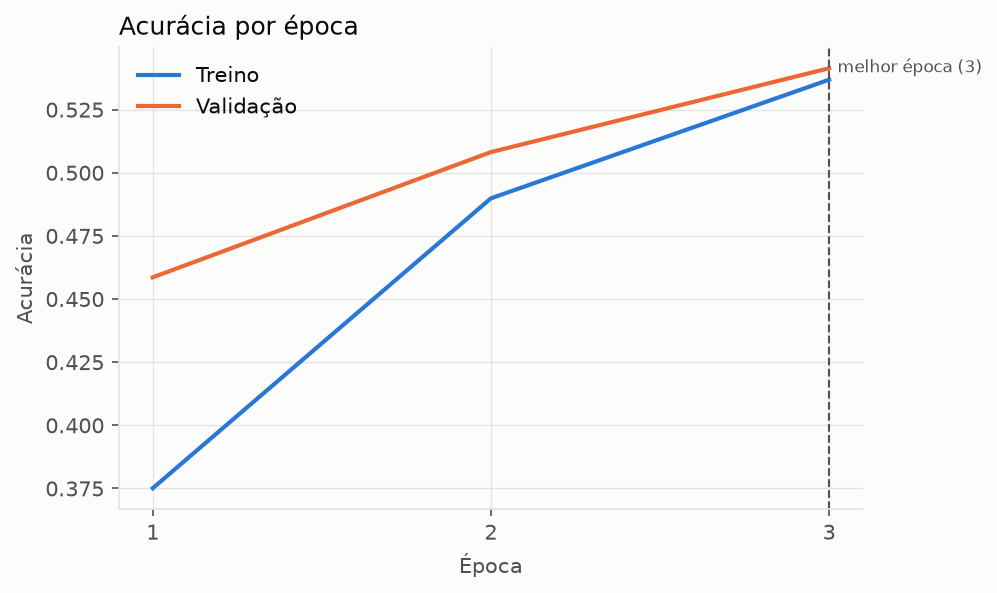 Acurácia por época
Treino
Validação
melhor época (3)
0.525
0.500
0.475
0.450
0.425
0.400
0.375
Acurácia
1 2 3
Época